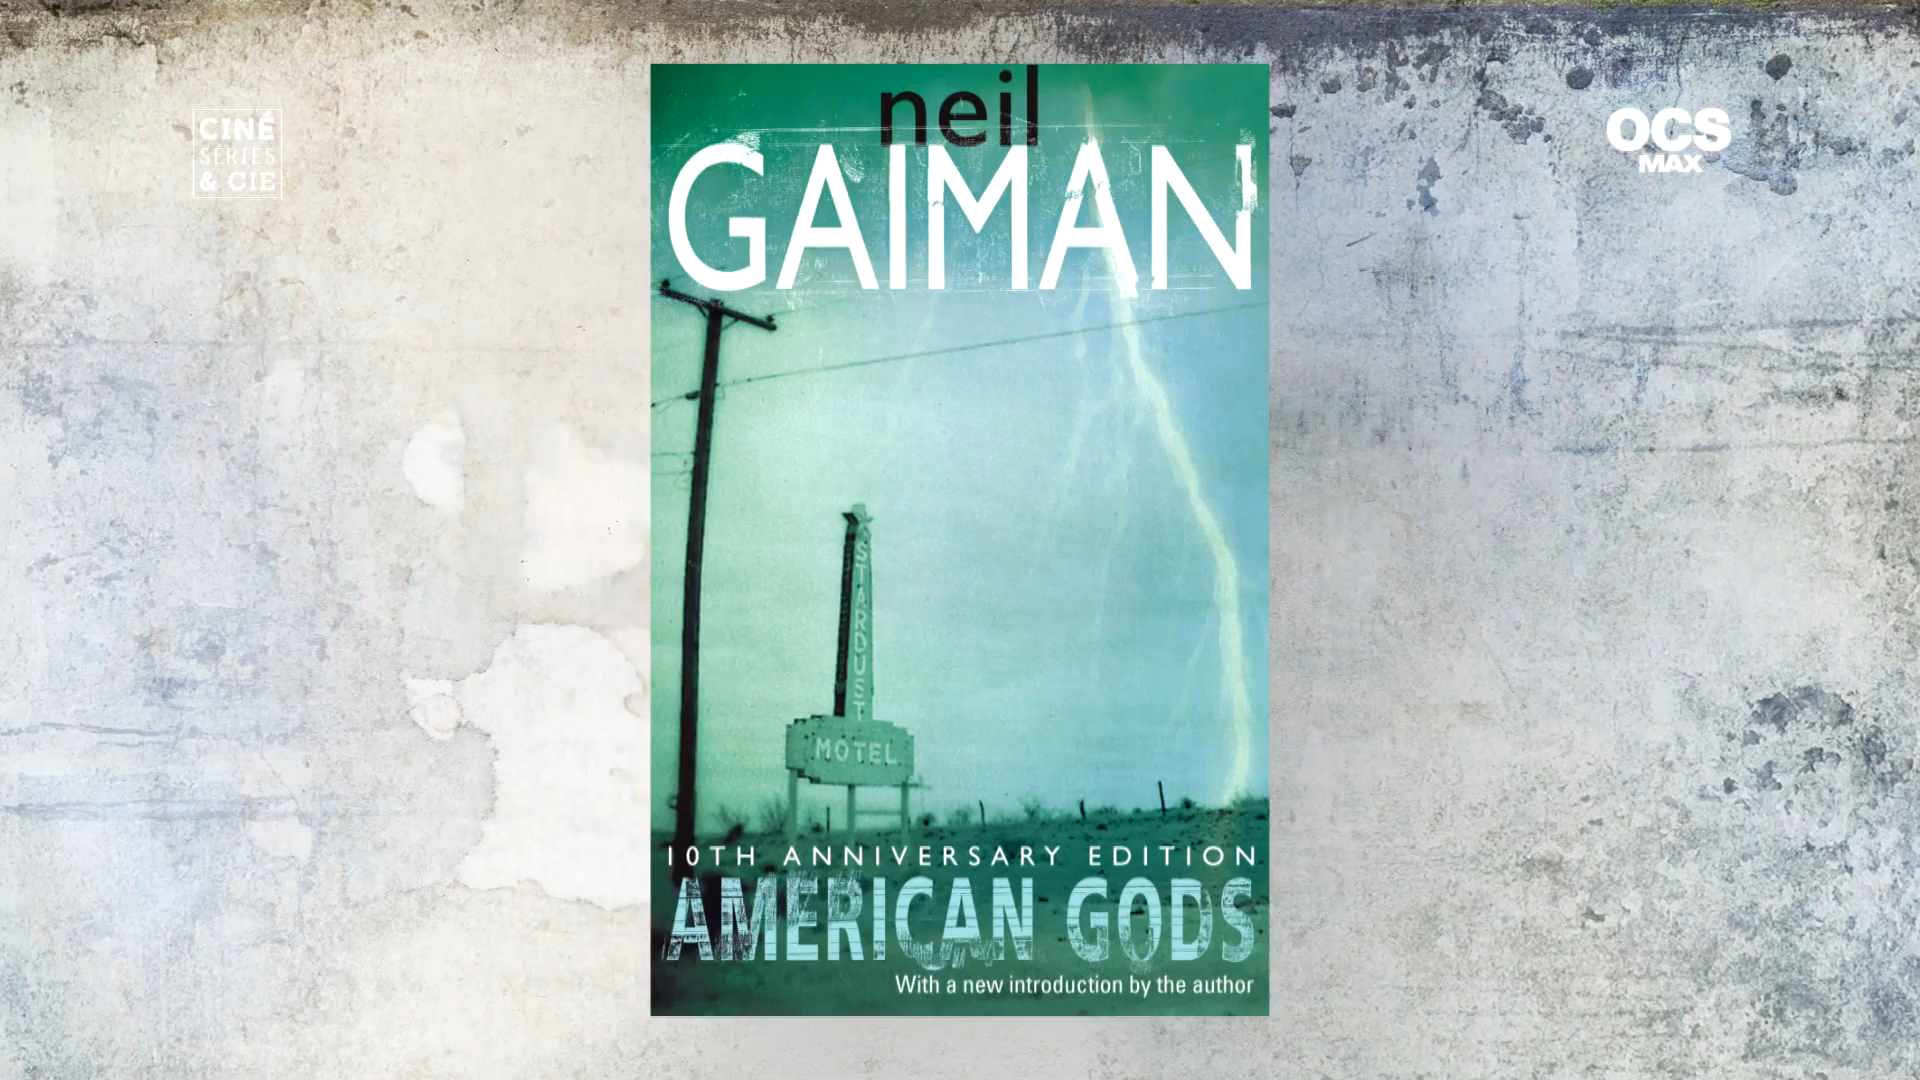 CINÉ
SÉRIES
& CIE
OCS
MAX
neil
GAIMAN
STARDUST
MOTEL
10TH ANNIVERSARY EDITION
AMERICAN GODS
With a new introduction by the author